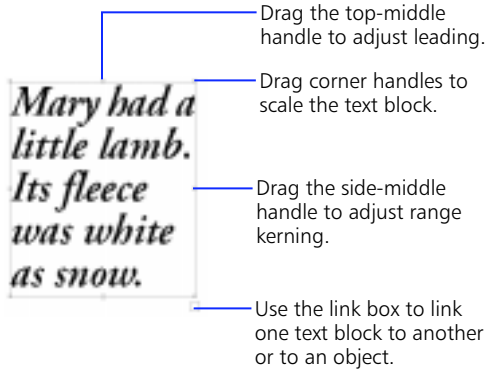 Drag the top-middle
handle to adjust leading.
Drag corner handles to
scale the text block.
Mary had a
little lamb.
Its fleece
was white
as snow.
Drag the side-middle
handle to adjust range
kerning.
Use the link box to link
one text block to another
or to an object.